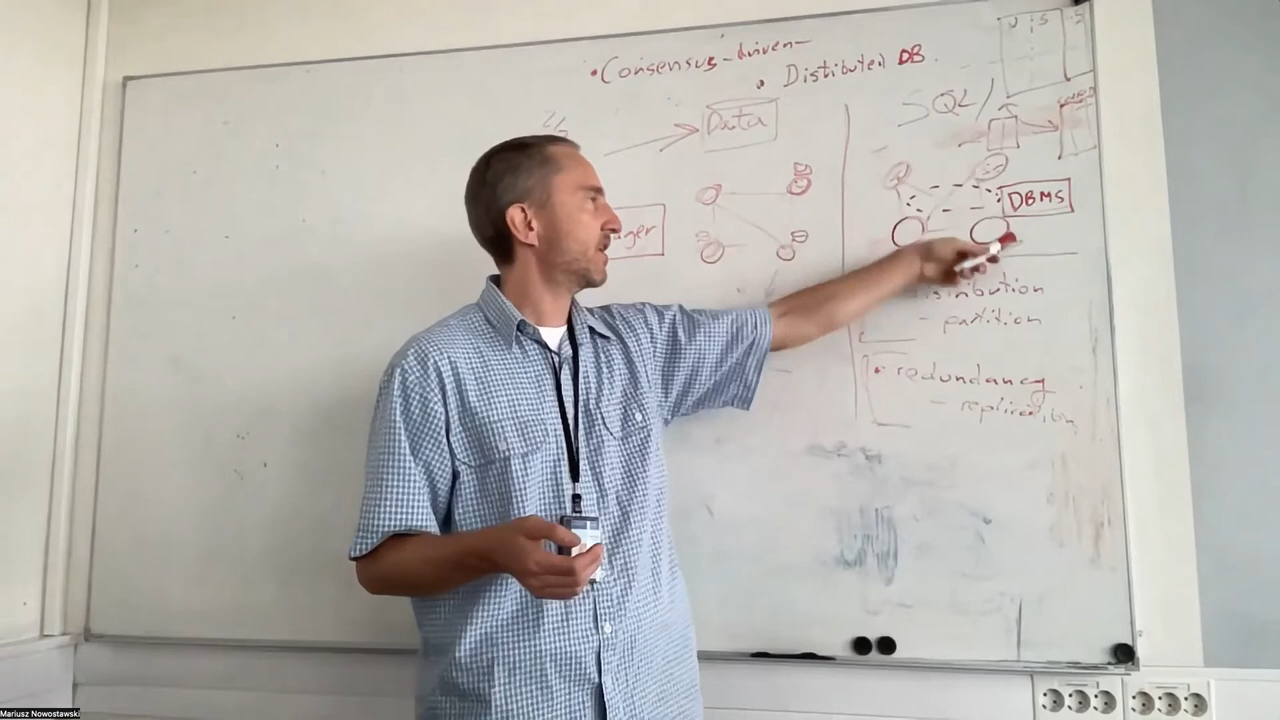 • Consensus-driven-
• Distributed DB
Data
SQL/
DBMS
- partition
• redundancy
- replication
Mariusz Nowostawski